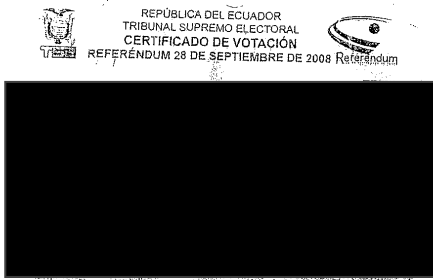 REPÚBLICA DEL ECUADOR
TRIBUNAL SUPREMO ELECTORAL
CERTIFICADO DE VOTACIÓN
REFERÉNDUM 28 DE SEPTIEMBRE DE 2008
TSE
Referéndum